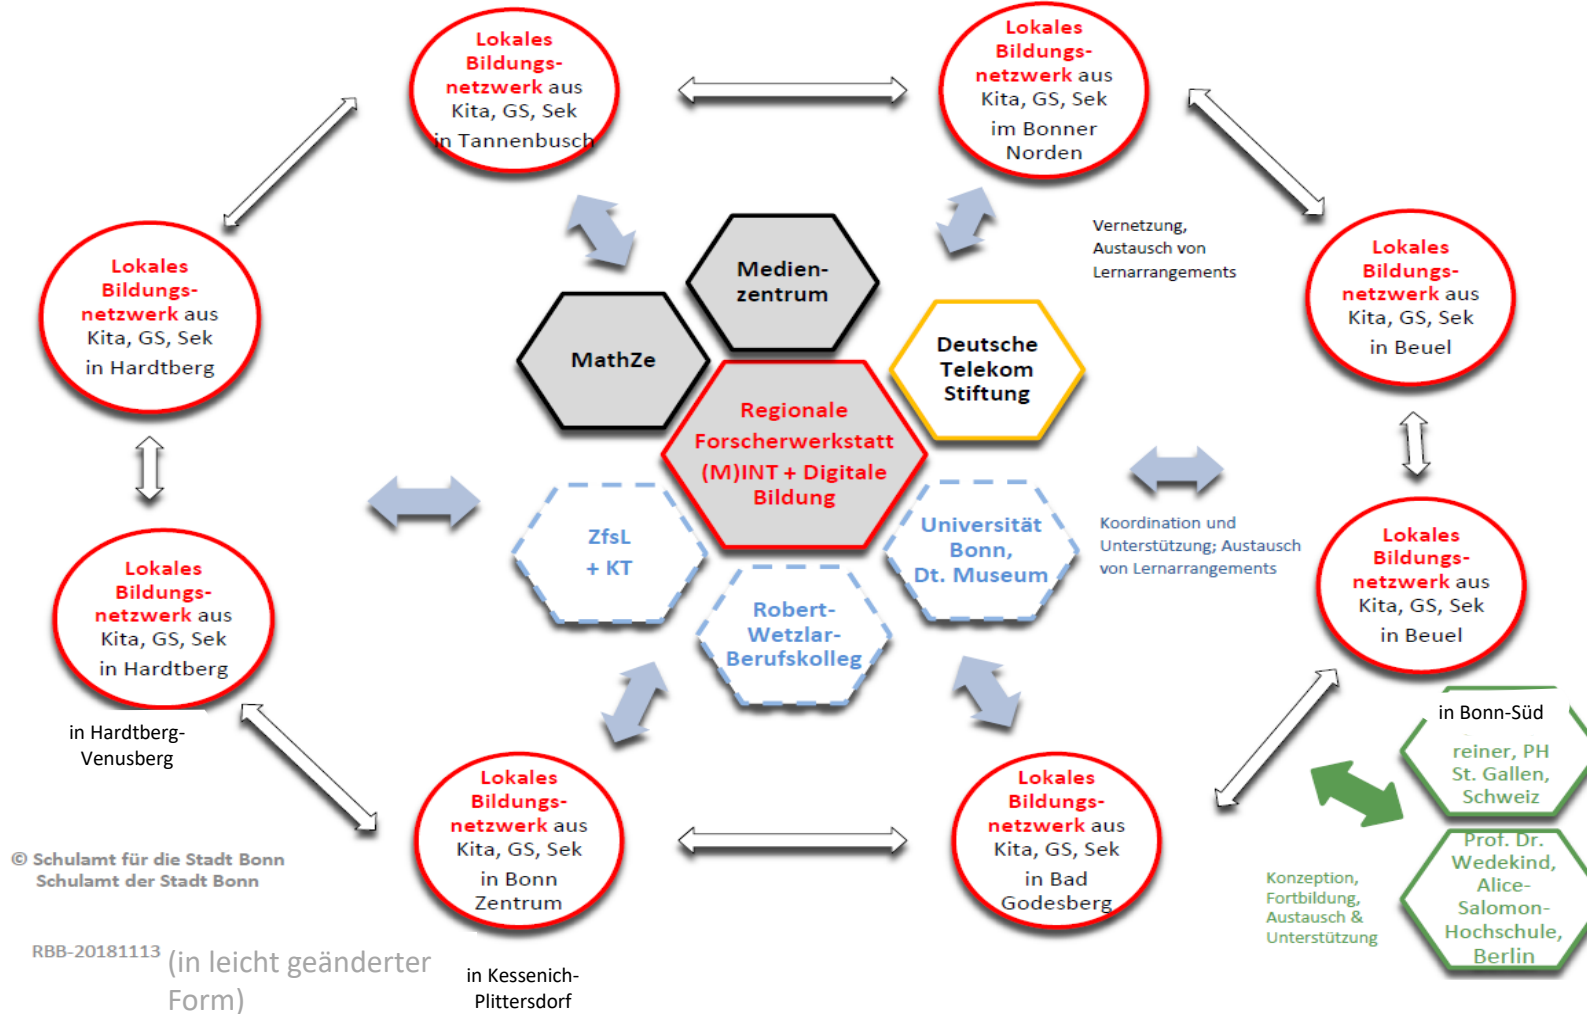 Lokales
Bildungs-
netzwerk aus
Kita, GS, Sek
in Tannenbusch
Lokales
Bildungs-
netzwerk aus
Kita, GS, Sek
im Bonner
Norden
Lokales
Bildungs-
netzwerk aus
Kita, GS, Sek
in Hardtberg
Medien-
zentrum
Vernetzung,
Austausch von
Lernarrangements
Lokales
Bildungs-
netzwerk aus
Kita, GS, Sek
in Beuel
MathZe
Deutsche
Telekom
Stiftung
Regionale
Forscherwerkstatt
(M)INT + Digitale
Bildung
ZfsL
+ KT
Universität
Bonn,
Dt. Museum
Koordination und
Unterstützung; Austausch
von Lernarrangements
Robert-
Wetzlar-
Berufskolleg
Lokales
Bildungs-
netzwerk aus
Kita, GS, Sek
in Hardtberg
in Hardtberg-
Venusberg
Lokales
Bildungs-
netzwerk aus
Kita, GS, Sek
in Beuel
in Bonn-Süd
reiner, PH
St. Gallen,
Schweiz
Lokales
Bildungs-
netzwerk aus
Kita, GS, Sek
in Bonn
Zentrum
Lokales
Bildungs-
netzwerk aus
Kita, GS, Sek
in Bad
Godesberg
Konzeption,
Fortbildung,
Austausch &
Unterstützung
Prof. Dr.
Wedekind,
Alice-
Salomon-
Hochschule,
Berlin
© Schulamt für die Stadt Bonn
Schulamt der Stadt Bonn
RBB-20181113 (in leicht geänderter
Form)
in Kessenich-
Plittersdorf